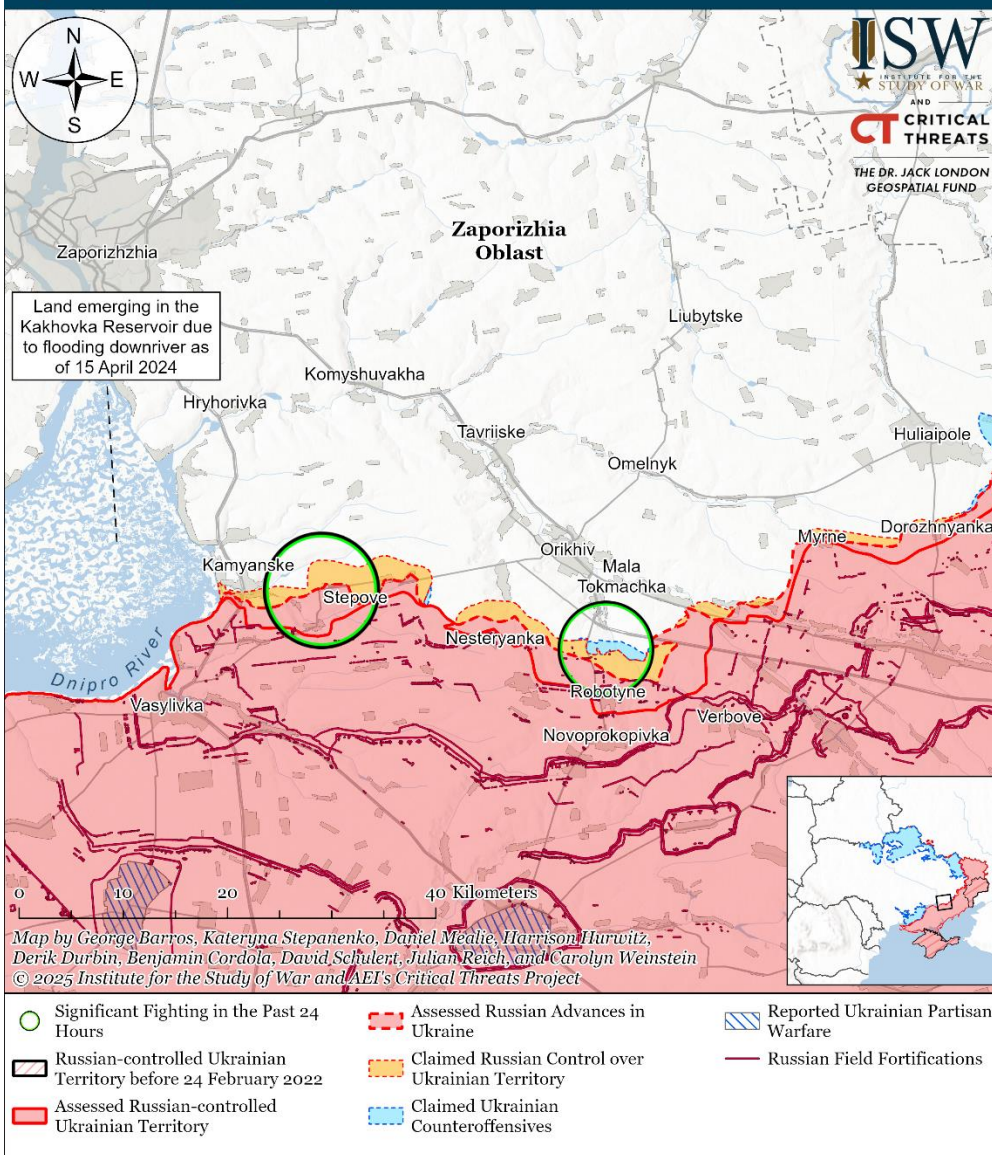 N
W
E
S
ISW
INSTITUTE FOR THE
STUDY OF WAR
AND
CT CRITICAL
THREATS
THE DR. JACK LONDON
GEOSPATIAL FUND
Zaporizhia
Oblast
Zaporizhzhia
Land emerging in the
Kakhovka Reservoir due
to flooding downriver as
of 15 April 2024
Liubytske
Komyshuvakha
Hryhorivka
Tavriiske
Huliaipole
Omelnyk
Dorozhnyanka
Myrne
Orikhiv
Mala
Tokmachka
Kamyanske
Stepove
Nesteryanka
Dnipro River
Robotyne
Vasylivka
Verbove
Novoprokopivka
0 10 20 40 Kilometers
Map by George Barros, Kateryna Stepanenko, Daniel Mealie, Harrison Hurwitz,
Derik Durbin, Benjamin Cordola, David Schulert, Julian Reich, and Carolyn Weinstein
© 2025 Institute for the Study of War and AEI's Critical Threats Project
Significant Fighting in the Past 24
Hours
Russian-controlled Ukrainian
Territory before 24 February 2022
Assessed Russian-controlled
Ukrainian Territory
Assessed Russian Advances in
Ukraine
Claimed Russian Control over
Ukrainian Territory
Claimed Ukrainian
Counteroffensives
Reported Ukrainian Partisan
Warfare
Russian Field Fortifications